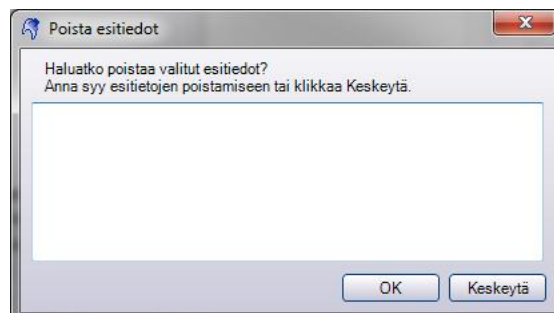 Poista esitiedot
Haluatko poistaa valitut esitiedot?
Anna syy esitietojen poistamiseen tai klikkaa Keskeytä.
OK
Keskeytä